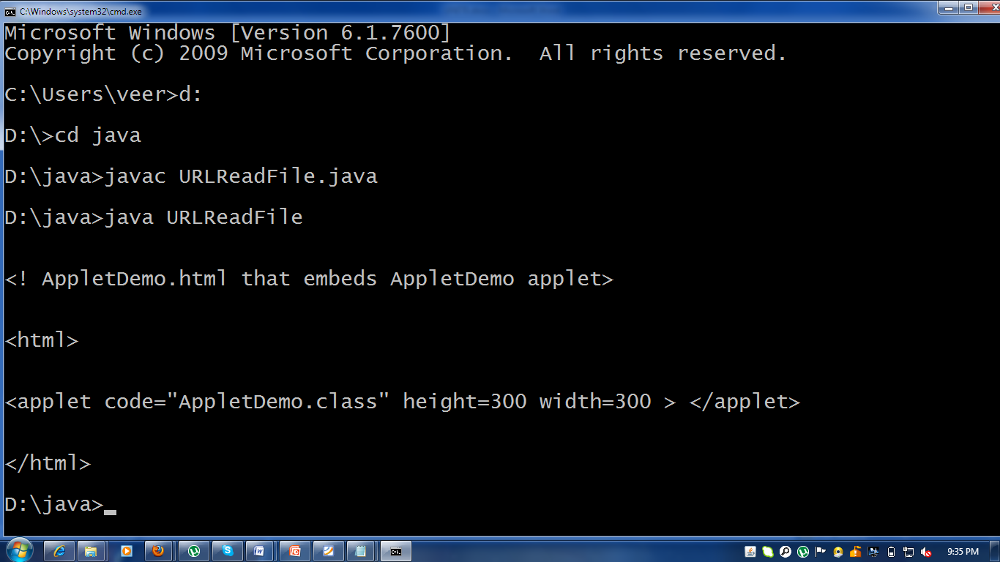 C:\Windows\system32\cmd.exe
Microsoft Windows [Version 6.1.7600]
Copyright (c) 2009 Microsoft Corporation.  All rights reserved.
C:\Users\veer>d:
D:\>cd java
D:\java>javac URLReadFile.java
D:\java>java URLReadFile
<! AppletDemo.html that embeds AppletDemo applet>
<html>
<applet code="AppletDemo.class" height=300 width=300 > </applet>
</html>
D:\java>
9:35 PM